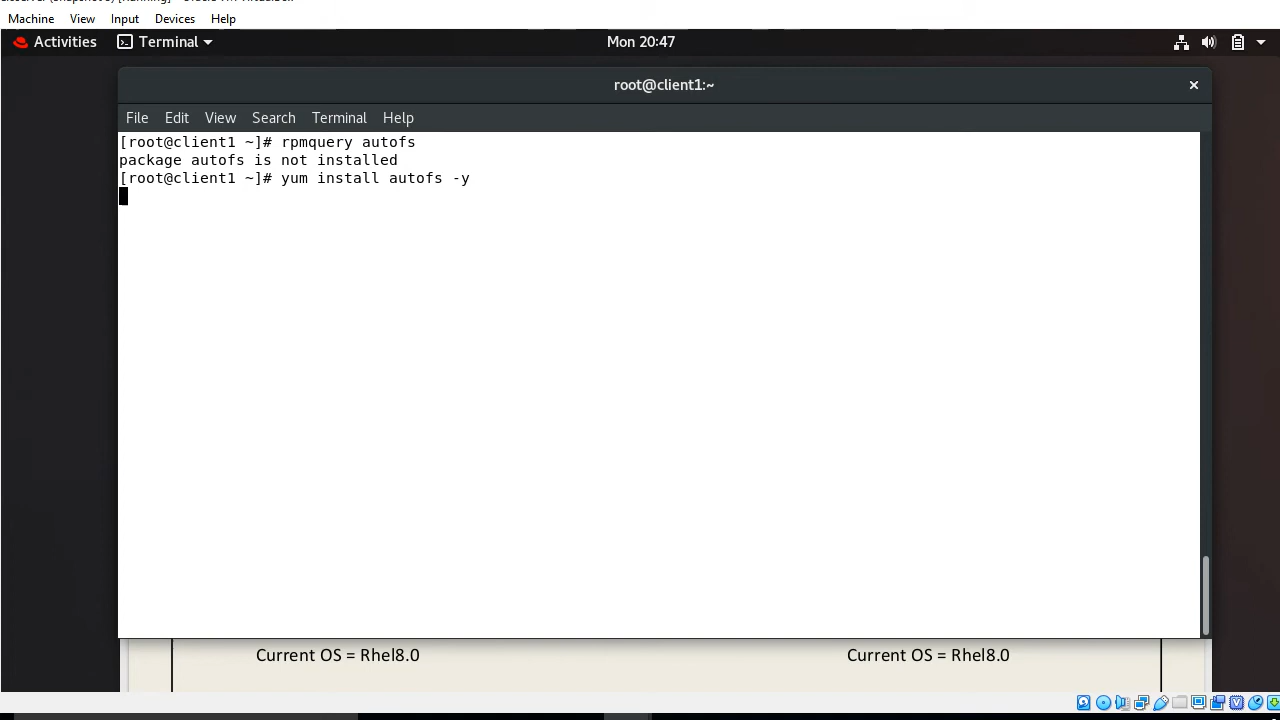 Machine View Input Devices Help
Activities Terminal Mon 20:47
root@client1:~
File Edit View Search Terminal Help
[root@client1 ~]# rpmquery autofs
package autofs is not installed
[root@client1 ~]# yum install autofs -y
Current OS = Rhel8.0 Current OS = Rhel8.0